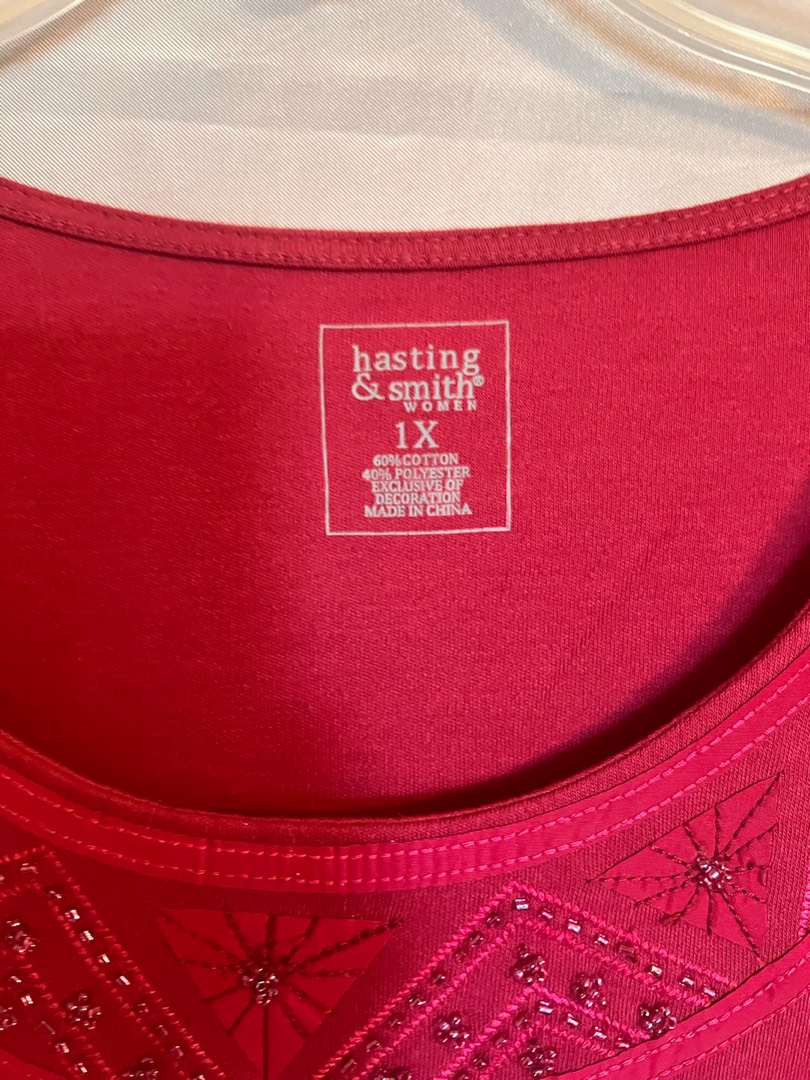 hasting
& smith®
WOMEN
1X
60% COTTON
40% POLYESTER
EXCLUSIVE OF
DECORATION
MADE IN CHINA